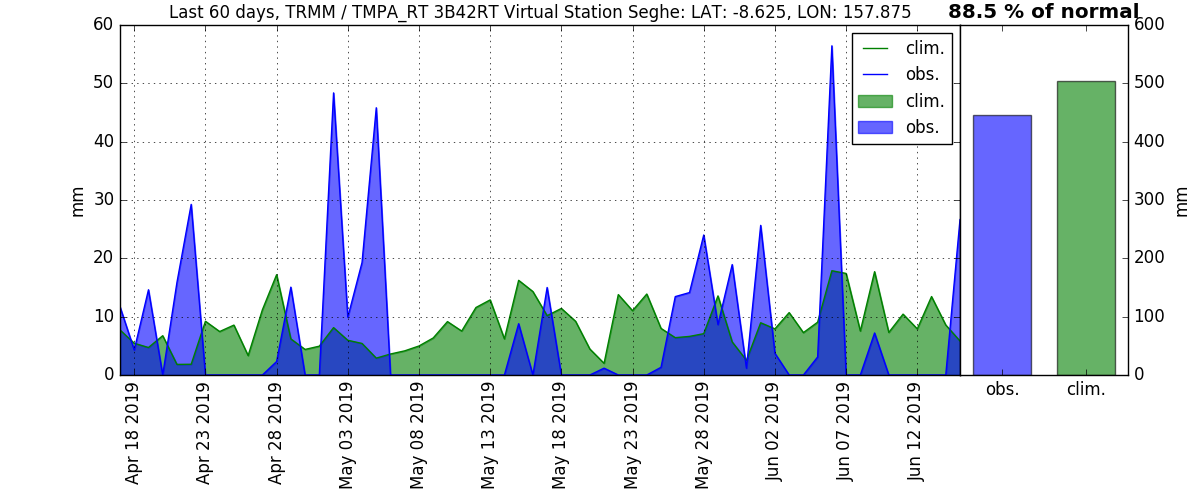 Last 60 days, TRMM / TMPA_RT 3B42RT Virtual Station Seghe: LAT: -8.625, LON: 157.875
88.5 % of normal
60
50
40
30
20
10
0
mm
clim.
obs.
clim.
obs.
600
500
400
300
200
100
0
mm
Apr 18 2019
Apr 23 2019
Apr 28 2019
May 03 2019
May 08 2019
May 13 2019
May 18 2019
May 23 2019
May 28 2019
Jun 02 2019
Jun 07 2019
Jun 12 2019
obs.
clim.